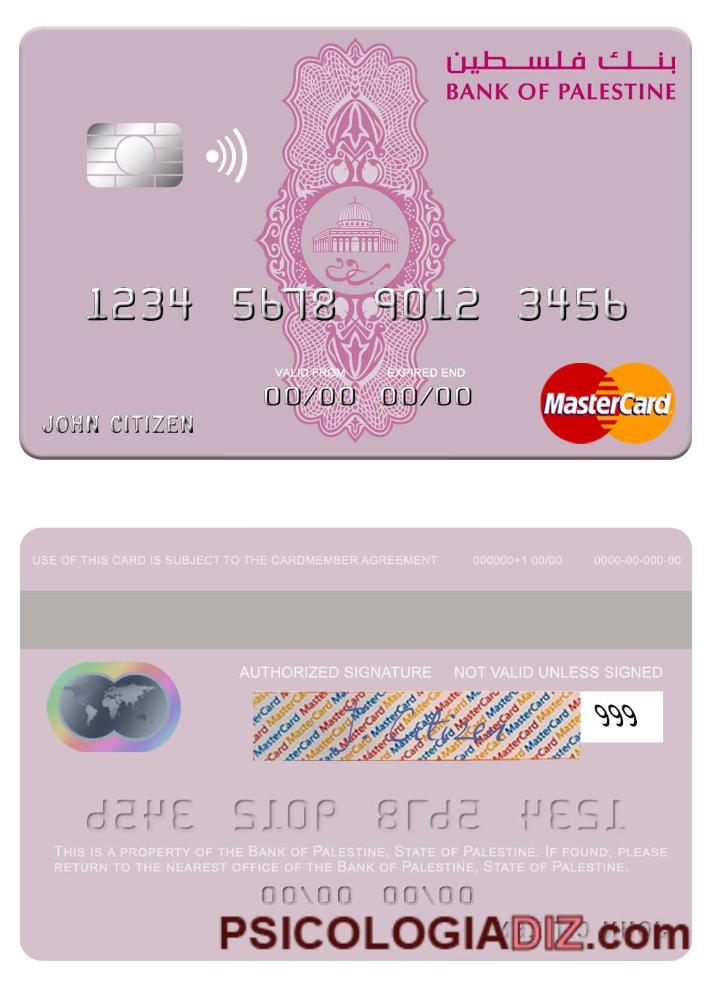 بنك فلسطين
BANK OF PALESTINE
1234 5678 9012 3456
VALID FROM EXPIRED END
00/00 00/00
JOHN CITIZEN
MasterCard
USE OF THIS CARD IS SUBJECT TO THE CARDMEMBER AGREEMENT 000000+1 00/00 0000-00-000-00
AUTHORIZED SIGNATURE NOT VALID UNLESS SIGNED
J. Citizen 999
THIS IS A PROPERTY OF THE BANK OF PALESTINE, STATE OF PALESTINE. IF FOUND, PLEASE
RETURN TO THE NEAREST OFFICE OF THE BANK OF PALESTINE, STATE OF PALESTINE.
00/00 00/00
PSICOLOGIADIZ.com